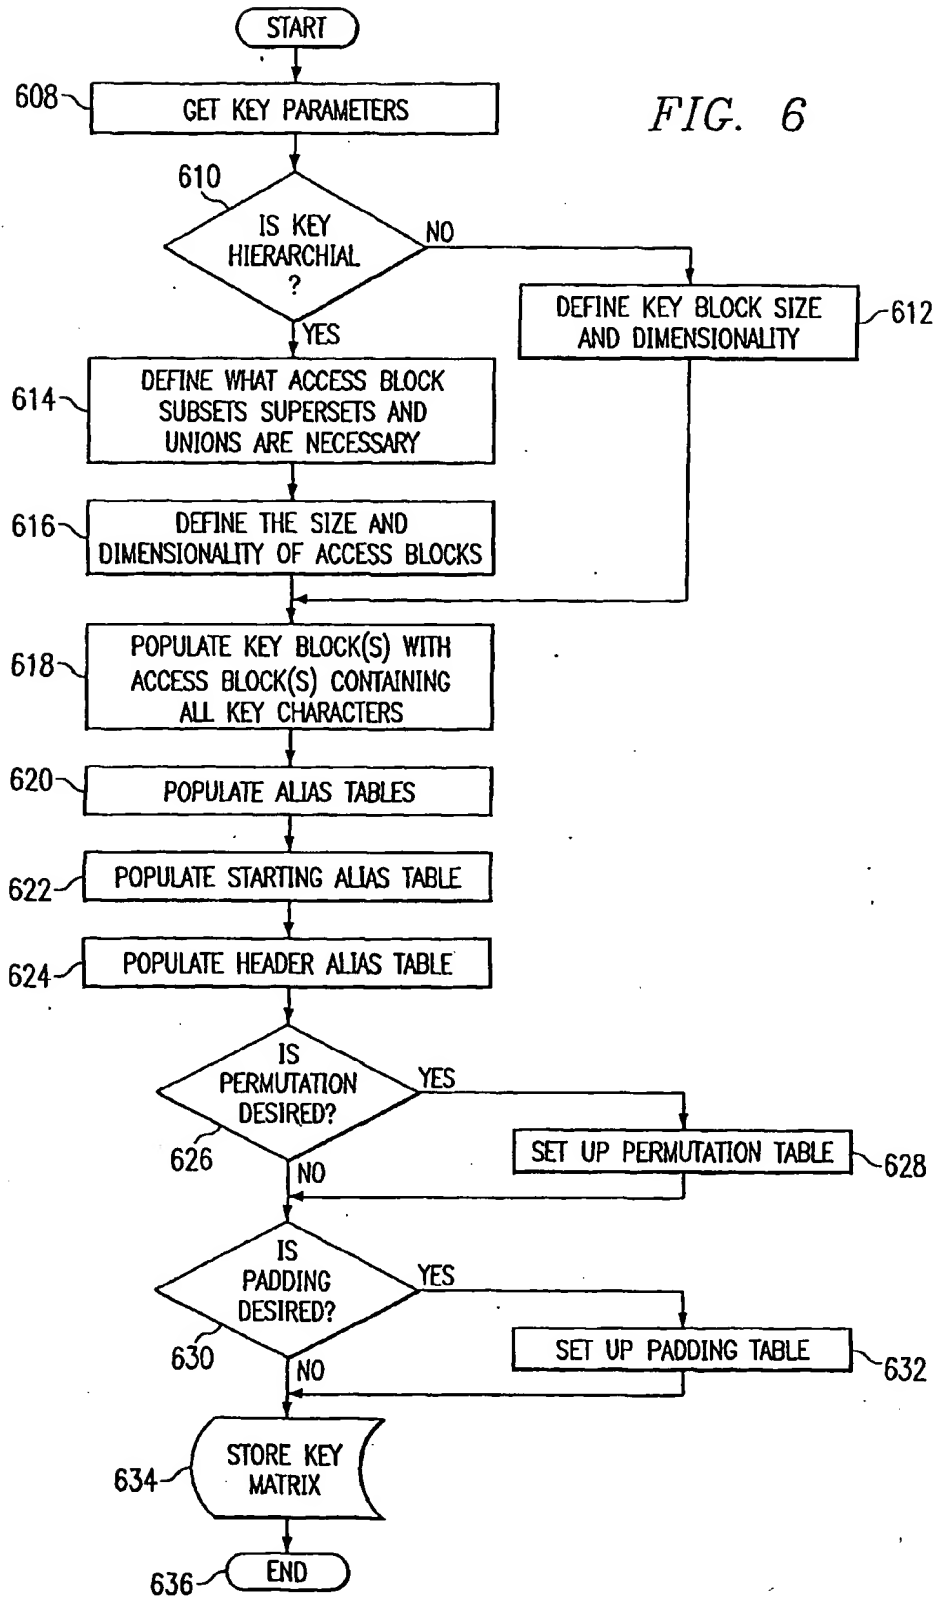 START
608
GET KEY PARAMETERS
FIG. 6
610
IS KEY
HIERARCHIAL
?
NO
YES
DEFINE KEY BLOCK SIZE
AND DIMENSIONALITY
612
614
DEFINE WHAT ACCESS BLOCK
SUBSETS SUPERSETS AND
UNIONS ARE NECESSARY
616
DEFINE THE SIZE AND
DIMENSIONALITY OF ACCESS BLOCKS
618
POPULATE KEY BLOCK(S) WITH
ACCESS BLOCK(S) CONTAINING
ALL KEY CHARACTERS
620
POPULATE ALIAS TABLES
622
POPULATE STARTING ALIAS TABLE
624
POPULATE HEADER ALIAS TABLE
IS
PERMUTATION
DESIRED?
YES
626
NO
SET UP PERMUTATION TABLE
628
IS
PADDING
DESIRED?
YES
630
NO
SET UP PADDING TABLE
632
STORE KEY
MATRIX
634
END
636